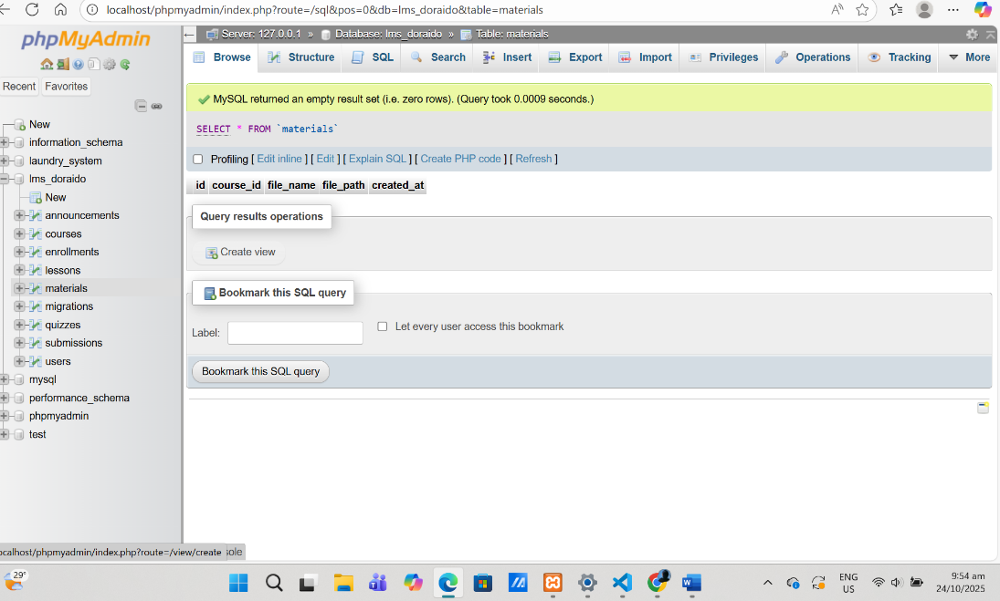 localhost/phpmyadmin/index.php?route=/sql&pos=0&db=lms_doraido&table=materials
phpMyAdmin
Recent Favorites
New
information_schema
laundry_system
lms_doraido
New
announcements
courses
enrollments
lessons
materials
migrations
quizzes
submissions
users
mysql
performance_schema
phpmyadmin
test
Server: 127.0.0.1 » Database: lms_doraido » Table: materials
Browse Structure SQL Search Insert Export Import Privileges Operations Tracking More
MySQL returned an empty result set (i.e. zero rows). (Query took 0.0009 seconds.)
SELECT * FROM `materials`
Profiling [ Edit inline ] [ Edit ] [ Explain SQL ] [ Create PHP code ] [ Refresh ]
id course_id file_name file_path created_at
Query results operations
Create view
Bookmark this SQL query
Label: Let every user access this bookmark
Bookmark this SQL query
ocalhost/phpmyadmin/index.php?route=/view/create sole
29°
ENG
US
9:54 am
24/10/2025